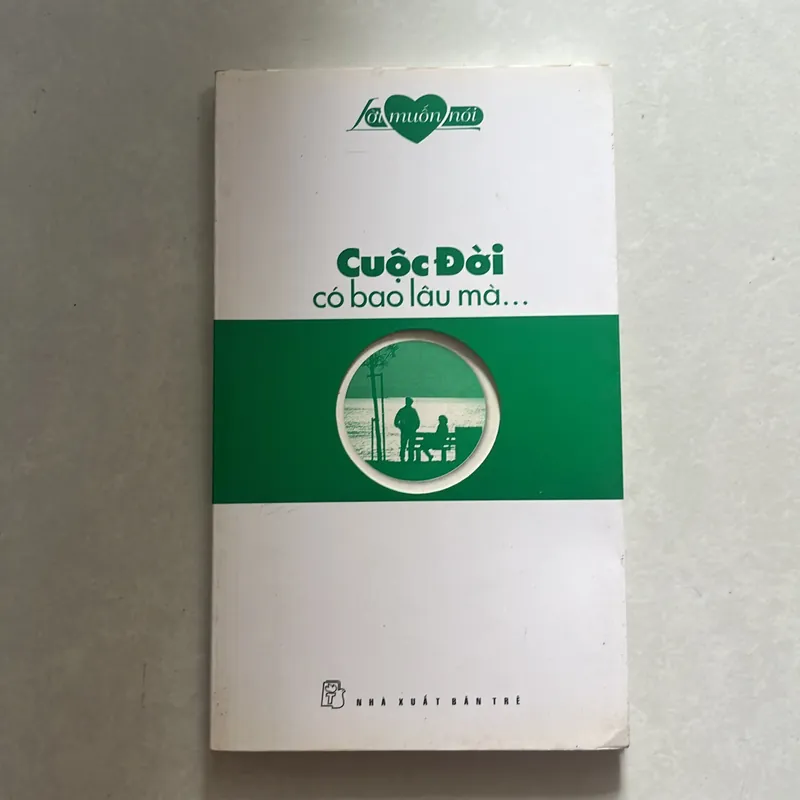 Lời muốn nói
Cuộc Đời
có bao lâu mà...
NHÀ XUẤT BẢN TRẺ